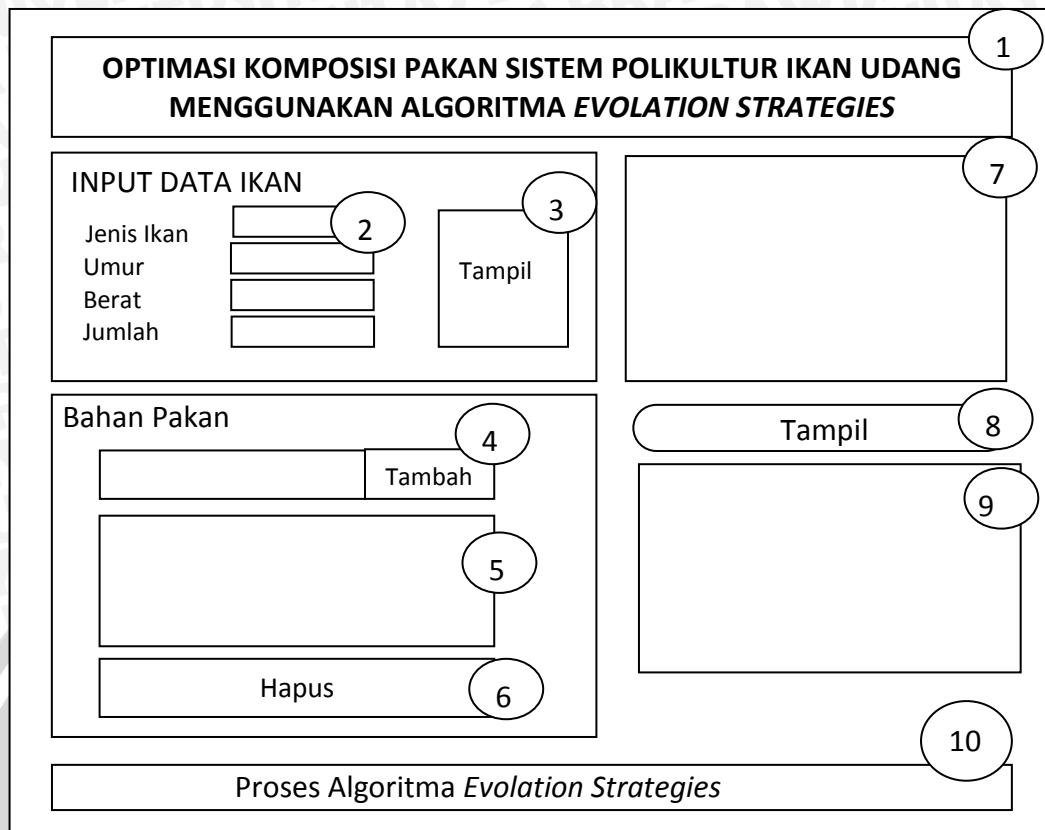 1
OPTIMASI KOMPOSISI PAKAN SISTEM POLIKULTUR IKAN UDANG
MENGGUNAKAN ALGORITMA EVOLATION STRATEGIES
INPUT DATA IKAN
Jenis Ikan
2
Umur
Berat
Jumlah
3
Tampil
7
Bahan Pakan
4
Tambah
5
Hapus
6
Tampil
8
9
10
Proses Algoritma Evolation Strategies